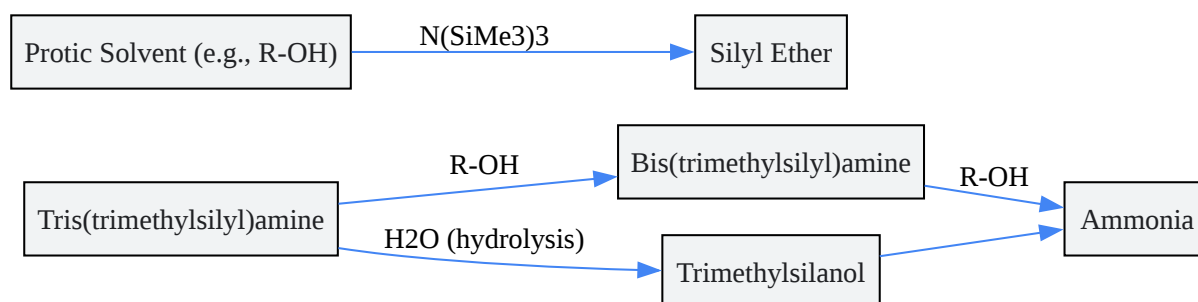 Protic Solvent (e.g., R-OH)
N(SiMe3)3
Silyl Ether
Tris(trimethylsilyl)amine
R-OH
Bis(trimethylsilyl)amine
R-OH
Ammonia
H2O (hydrolysis)
Trimethylsilanol